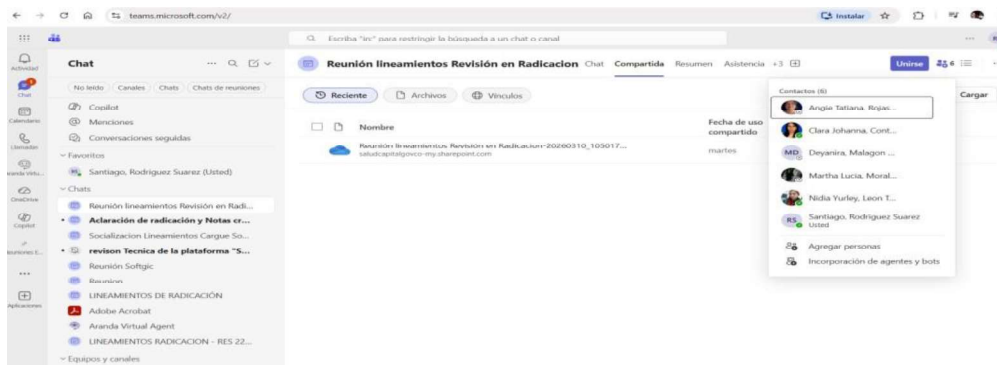 teams.microsoft.com/v2/
Instalar
Escriba "ir" para restringir la búsqueda a un chat o canal
Actividad
Chat
Calendario
Llamadas
Aranda Virtu...
OneDrive
Copilot
Reuniones E...
Aplicaciones
Chat
No leído
Canales
Chats
Chats de reuniones
Copilot
Menciones
Conversaciones seguidas
Favoritos
Santiago, Rodriguez Suarez (Usted)
Chats
Reunión lineamientos Revisión en Radi...
Aclaración de radicación y Notas cr...
Socializacion Lineamientos Cargue So...
revison Tecnica de la plataforma "S...
Reunión Softgic
Reunion
LINEAMIENTOS DE RADICACIÓN
Adobe Acrobat
Aranda Virtual Agent
LINEAMIENTOS RADICACION - RES 22...
Equipos y canales
Reunión lineamientos Revisión en Radicacion Chat Compartida Resumen Asistencia +3
Unirse 6
Reciente
Archivos
Vínculos
Cargar
Nombre
Fecha de uso compartido
Reunión lineamientos Revisión en Radicacion-20260310_103017...
saludcapitalgovco-my.sharepoint.com
martes
Contactos (6)
Angie Tatiana, Rojas...
Clara Johanna, Cont...
MD Deyanira, Malagon ...
Martha Lucia, Moral...
Nidia Yurley, Leon T...
RS Santiago, Rodriguez Suarez
Usted
Agregar personas
Incorporación de agentes y bots